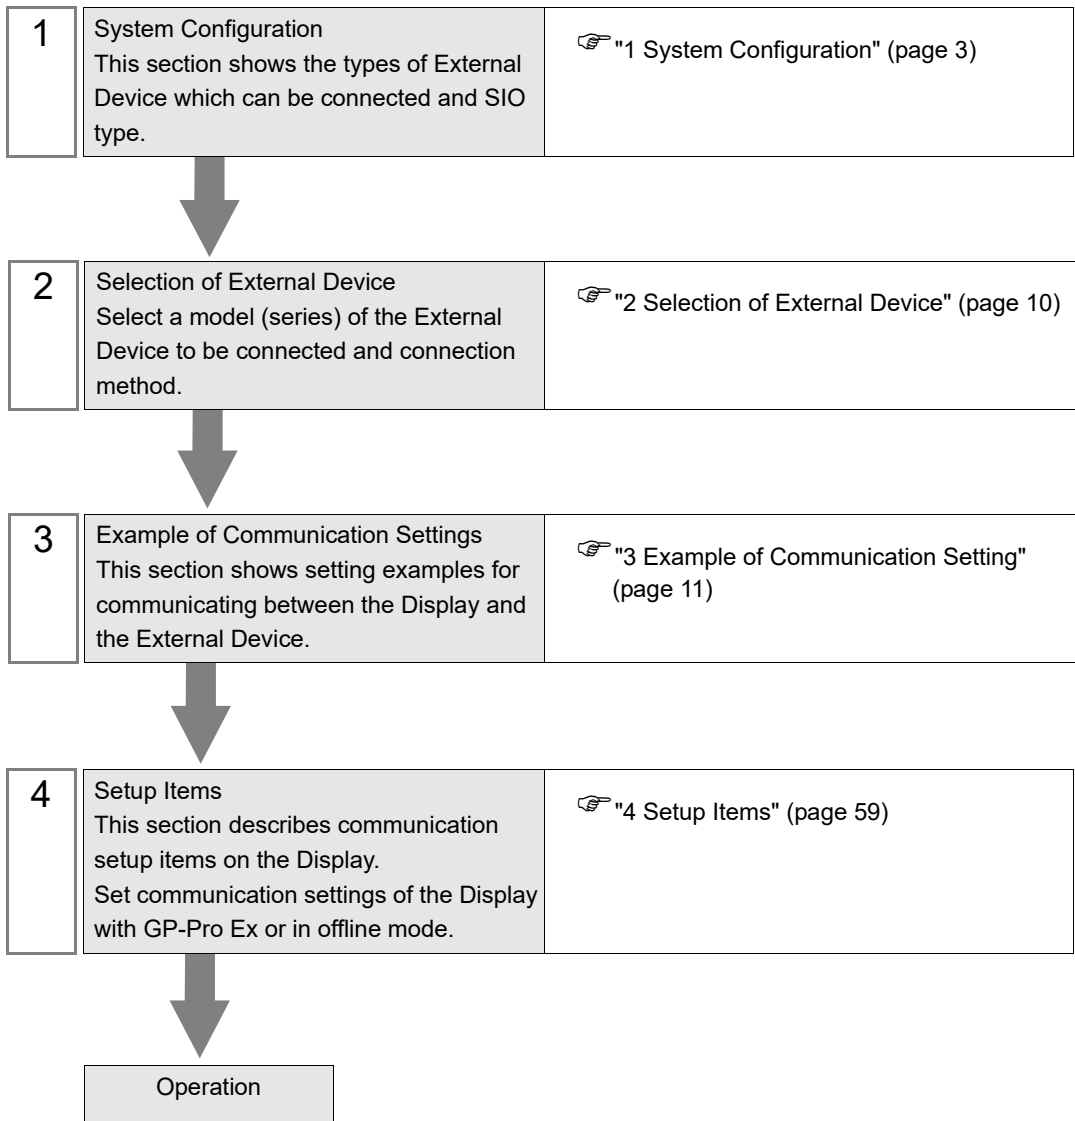 1
System Configuration
This section shows the types of External
Device which can be connected and SIO
type.
"1 System Configuration" (page 3)
2
Selection of External Device
Select a model (series) of the External
Device to be connected and connection
method.
"2 Selection of External Device" (page 10)
3
Example of Communication Settings
This section shows setting examples for
communicating between the Display and
the External Device.
"3 Example of Communication Setting"
(page 11)
4
Setup Items
This section describes communication
setup items on the Display.
Set communication settings of the Display
with GP-Pro Ex or in offline mode.
"4 Setup Items" (page 59)
Operation